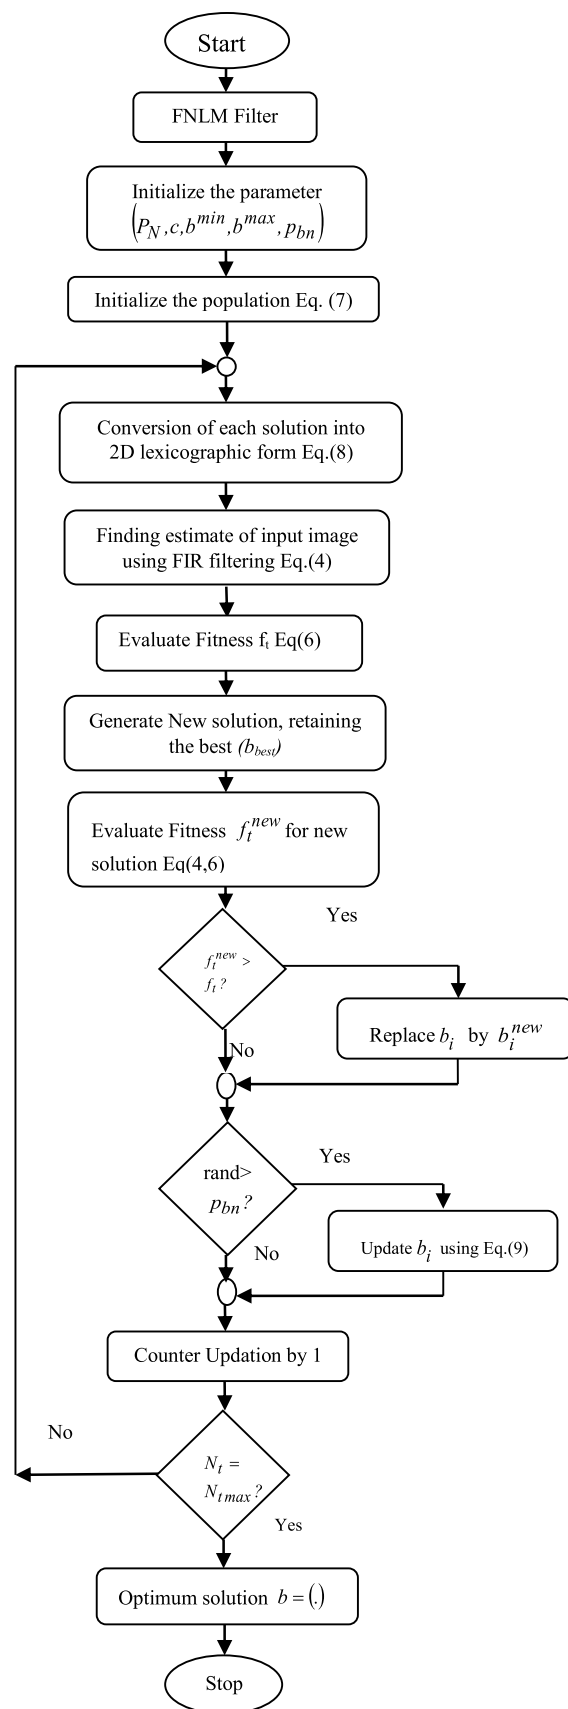 Start
FNLM Filter
Initialize the parameter
(P_N ,c,b^min,b^max,p_bn)
Initialize the population Eq. (7)
Conversion of each solution into
2D lexicographic form Eq.(8)
Finding estimate of input image
using FIR filtering Eq.(4)
Evaluate Fitness f_t Eq(6)
Generate New solution, retaining
the best (b_best)
Evaluate Fitness f_t^new for new
solution Eq(4,6)
Yes
f_t^new >
f_t ?
Replace b_i by b_i^new
No
Yes
rand>
p_bn ?
Update b_i using Eq.(9)
No
Counter Updation by 1
No
N_t =
N_tmax ?
Yes
Optimum solution b = (.)
Stop